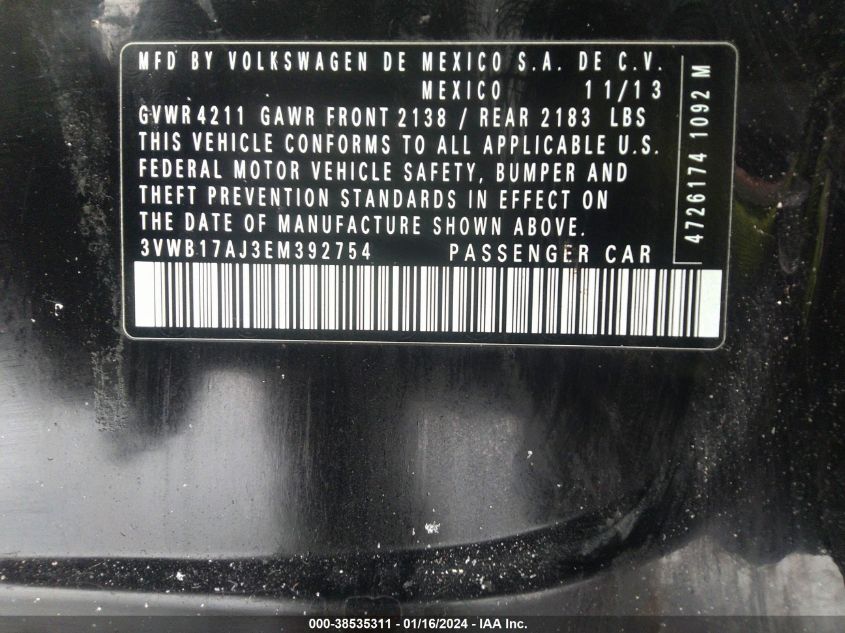 MFD BY VOLKSWAGEN DE MEXICO S.A. DE C.V.
MEXICO 11/13
GVWR 4211 GAWR FRONT 2138 / REAR 2183 LBS
THIS VEHICLE CONFORMS TO ALL APPLICABLE U.S.
FEDERAL MOTOR VEHICLE SAFETY, BUMPER AND
THEFT PREVENTION STANDARDS IN EFFECT ON
THE DATE OF MANUFACTURE SHOWN ABOVE.
3VWB17AJ3EM392754 PASSENGER CAR
4726174 1092 M
000-38535311 - 01/16/2024 - IAA Inc.